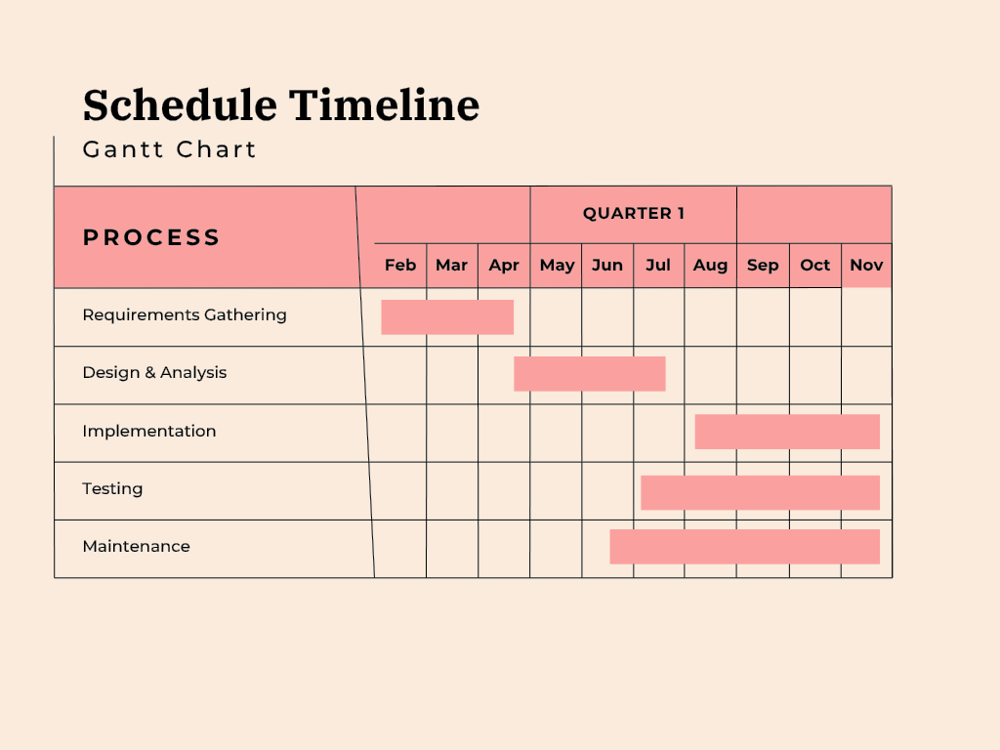 Schedule Timeline
Gantt Chart
PROCESS
QUARTER 1
Feb Mar Apr May Jun Jul Aug Sep Oct Nov
Requirements Gathering
Design & Analysis
Implementation
Testing
Maintenance